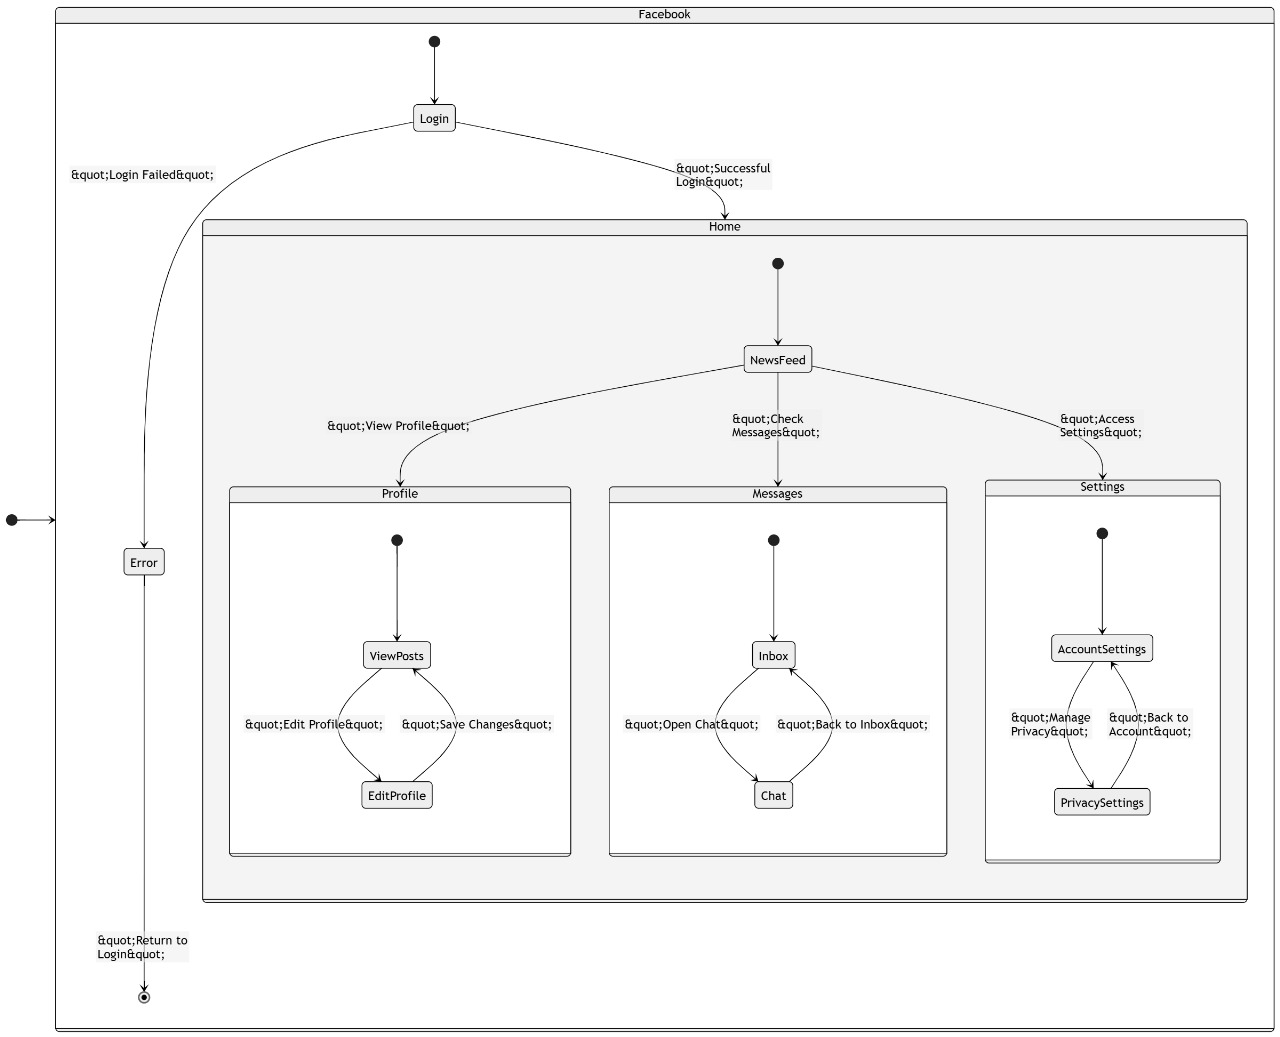 Facebook
Login
&quot;Login Failed&quot;
&quot;Successful
Login&quot;
Home
NewsFeed
&quot;View Profile&quot;
&quot;Check
Messages&quot;
&quot;Access
Settings&quot;
Profile
Messages
Settings
Error
ViewPosts
Inbox
AccountSettings
&quot;Edit Profile&quot;
&quot;Save Changes&quot;
&quot;Open Chat&quot;
&quot;Back to Inbox&quot;
&quot;Manage
Privacy&quot;
&quot;Back to
Account&quot;
EditProfile
Chat
PrivacySettings
&quot;Return to
Login&quot;